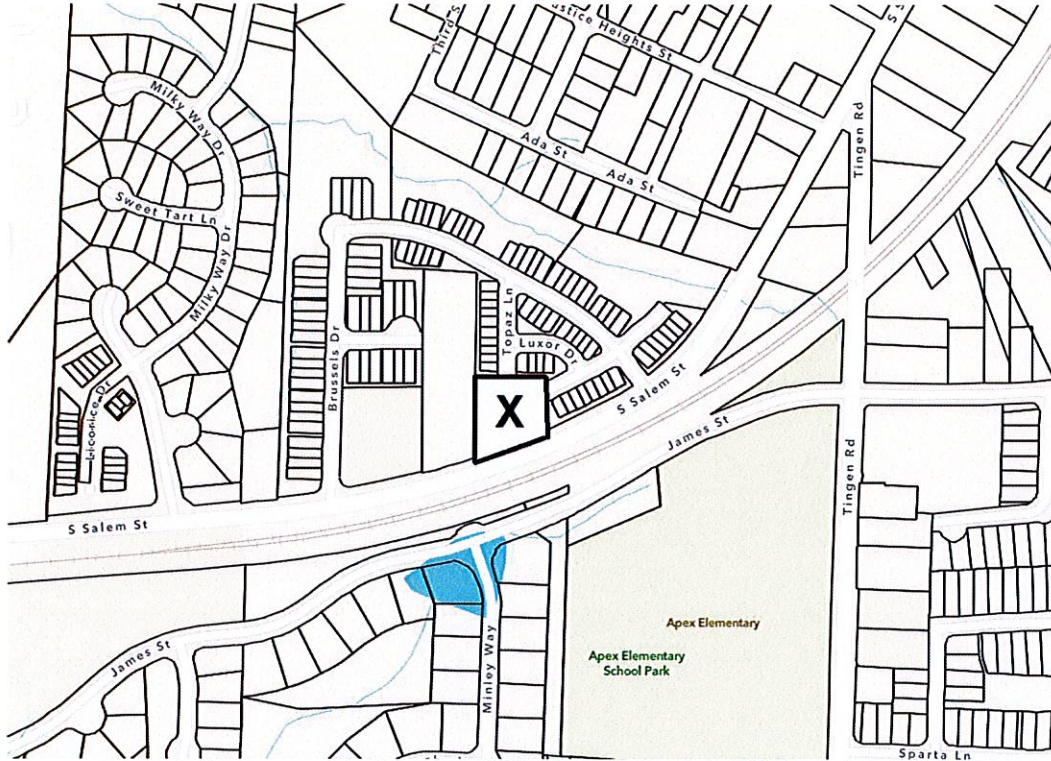 Third S
ustice Heights St
S S
Milky Way Dr
Tingen Rd
Ada St
Ada St
Sweet Tart Ln
Milky Way Dr
Topaz Ln
Luxor Dr
Brussels Dr
Licorice Dr
X
S Salem St
James St
Tingen Rd
S Salem St
Apex Elementary
Apex Elementary
School Park
James St
Minley Way
Sparta Ln